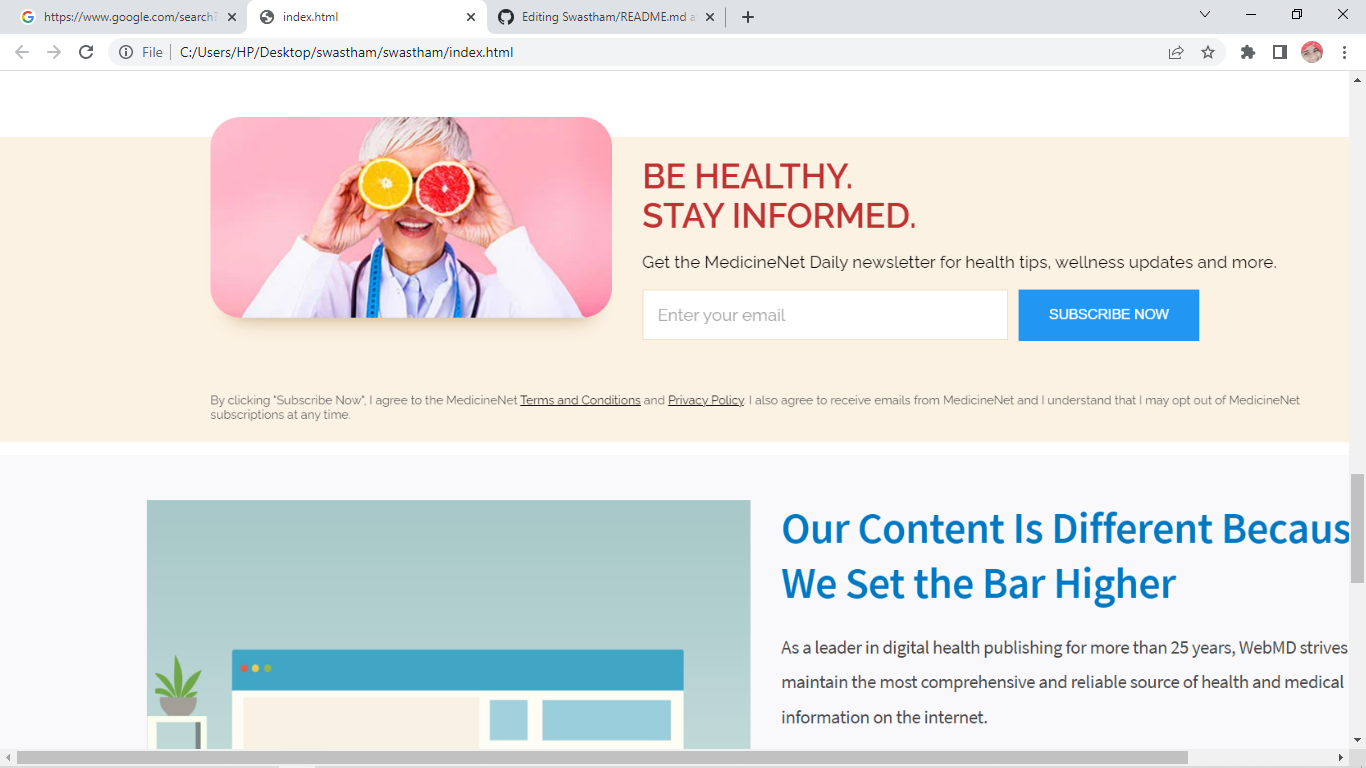 https://www.google.com/search?
index.html
Editing Swastham/README.md a
File
C:/Users/HP/Desktop/swastham/swastham/index.html
BE HEALTHY.
STAY INFORMED.
Get the MedicineNet Daily newsletter for health tips, wellness updates and more.
Enter your email
SUBSCRIBE NOW
By clicking "Subscribe Now", I agree to the MedicineNet Terms and Conditions and Privacy Policy. I also agree to receive emails from MedicineNet and I understand that I may opt out of MedicineNet
subscriptions at any time.
Our Content Is Different Becaus
We Set the Bar Higher
As a leader in digital health publishing for more than 25 years, WebMD strives
maintain the most comprehensive and reliable source of health and medical
information on the internet.